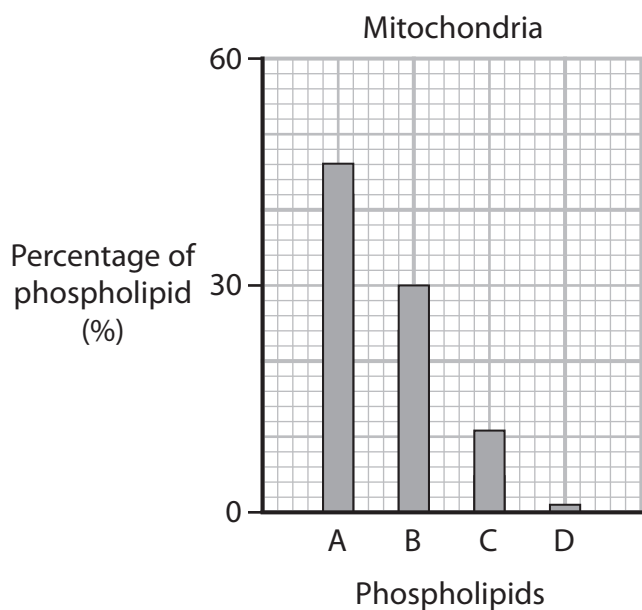 Mitochondria
60
Percentage of
phospholipid
(%)
30
0
A B C D
Phospholipids